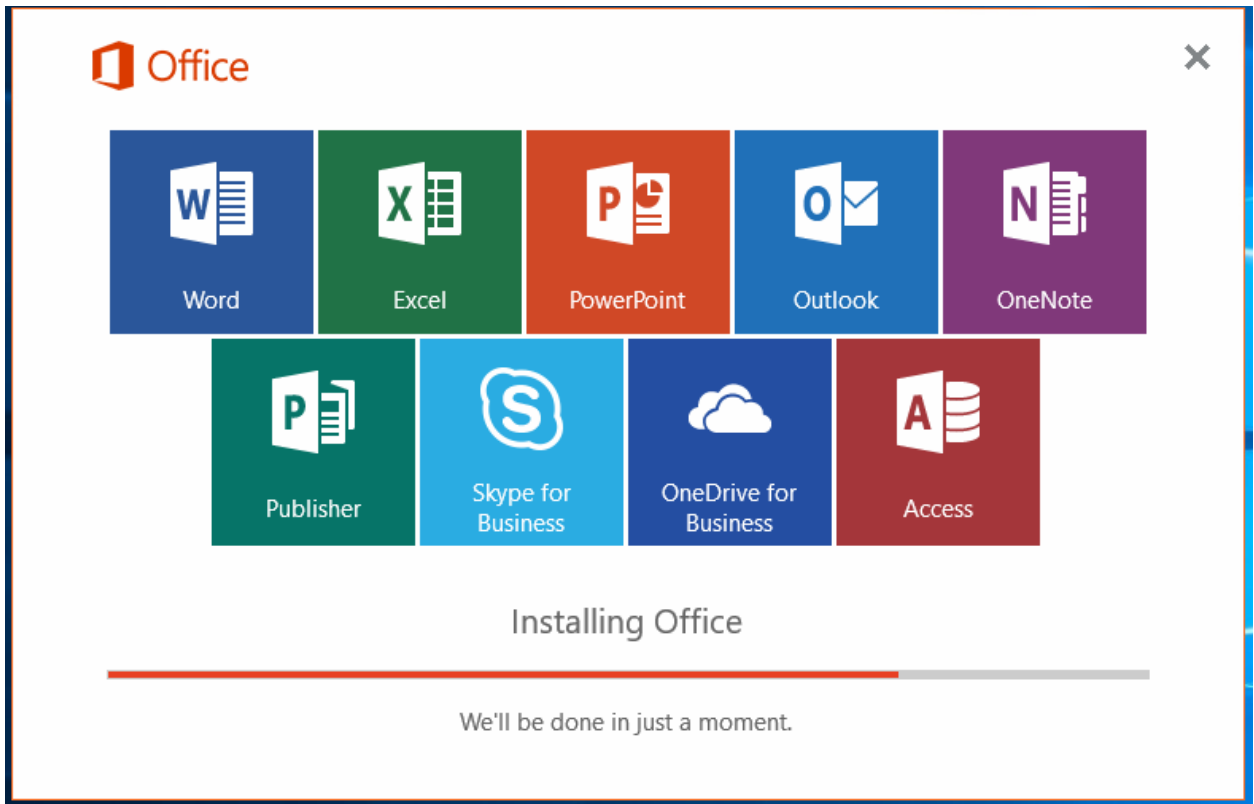 Office
Word
Excel
PowerPoint
Outlook
OneNote
Publisher
Skype for
Business
OneDrive for
Business
Access
Installing Office
We'll be done in just a moment.